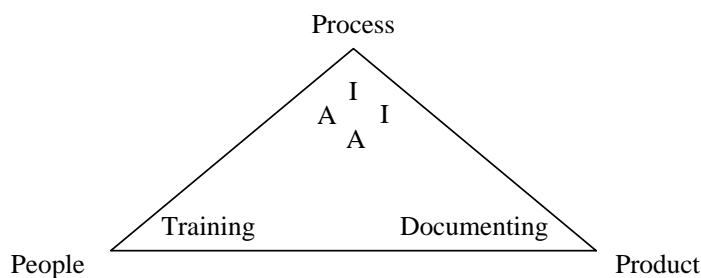 Process
I
A I
A
Training Documenting
People Product